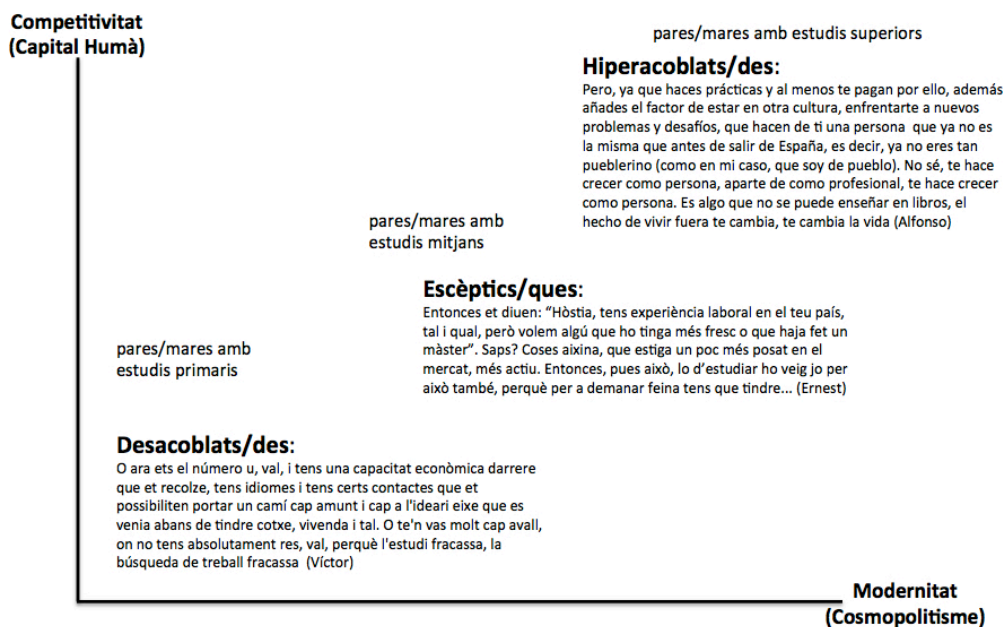 Competitivitat
(Capital Humà)
pares/mares amb estudis superiors
Hiperacoblats/des:
Pero, ya que haces prácticas y al menos te pagan por ello, además
añades el factor de estar en otra cultura, enfrentarte a nuevos
problemas y desafíos, que hacen de ti una persona que ya no es
la misma que antes de salir de España, es decir, ya no eres tan
pueblerino (como en mi caso, que soy de pueblo). No sé, te hace
crecer como persona, aparte de como profesional, te hace crecer
como persona. Es algo que no se puede enseñar en libros, el
hecho de vivir fuera te cambia, te cambia la vida (Alfonso)
pares/mares amb
estudis mitjans
Escèptics/ques:
Entonces et diuen: “Hòstia, tens experiència laboral en el teu país,
tal i qual, però volem algú que ho tinga més fresc o que haja fet un
màster”. Saps? Coses aixina, que estiga un poc més posat en el
mercat, més actiu. Entonces, pues això, lo d’estudiar ho veig jo per
això també, perquè per a demanar feina tens que tindre... (Ernest)
pares/mares amb
estudis primaris
Desacoblats/des:
O ara ets el número u, val, i tens una capacitat econòmica darrere
que et recolze, tens idiomes i tens certs contactes que et
possibiliten portar un camí cap amunt i cap a l'ideari eixe que es
venia abans de tindre cotxe, vivenda i tal. O te'n vas molt cap avall,
on no tens absolutament res, val, perquè l'estudi fracassa, la
búsqueda de treball fracassa (Víctor)
Modernitat
(Cosmopolitisme)